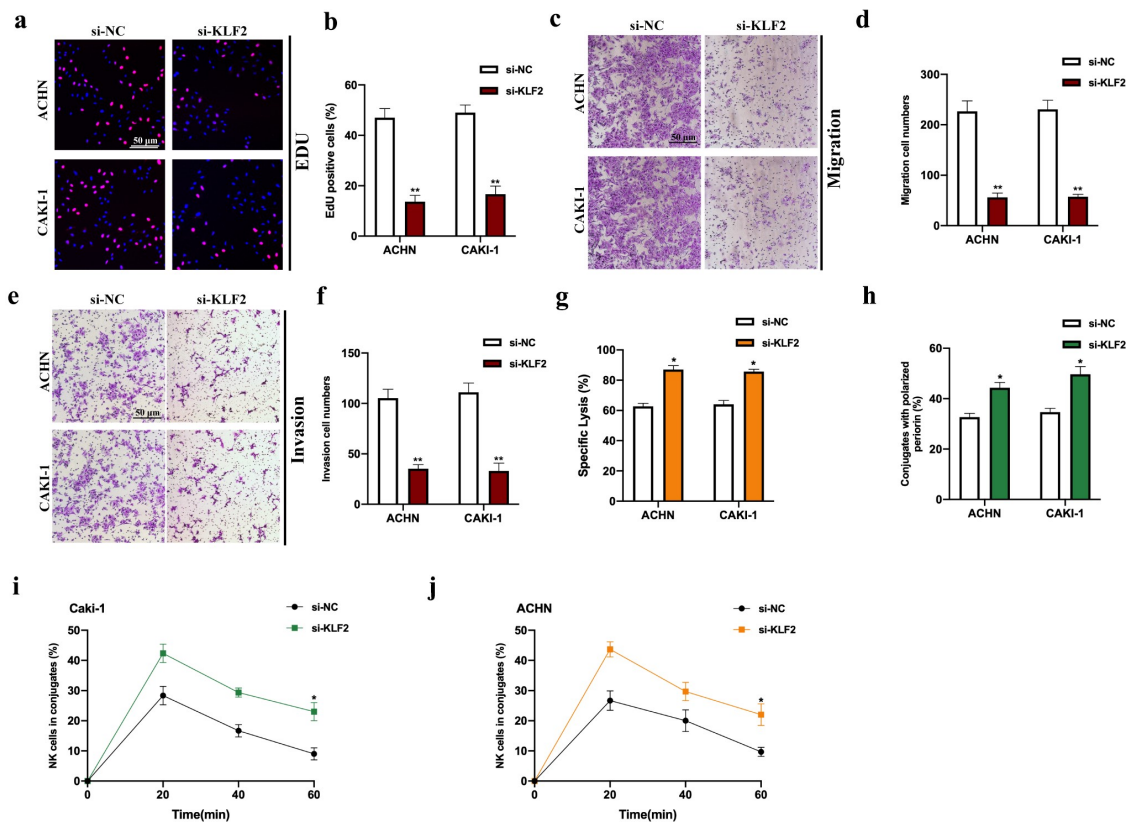 a
si-NC
si-KLF2
ACHN
50 μm
CAKI-1
EDU
b
si-NC
si-KLF2
EdU positive cells (%)
60
40
20
0
ACHN
CAKI-1
**
**
c
si-NC
si-KLF2
ACHN
50 μm
CAKI-1
Migration
d
si-NC
si-KLF2
Migration cell numbers
300
200
100
50
0
**
**
ACHN
CAKI-1
e
si-NC
si-KLF2
ACHN
50 μm
CAKI-1
Invasion
f
si-NC
si-KLF2
Invasion cell numbers
150
100
50
0
**
**
ACHN
CAKI-1
g
si-NC
si-KLF2
Specific Lysis (%)
100
80
60
40
20
0
*
*
ACHN
CAKI-1
h
si-NC
si-KLF2
Conjugates with polarized
periorin (%)
60
40
20
0
*
*
ACHN
CAKI-1
i
Caki-1
si-NC
si-KLF2
NK cells in conjugates (%)
50
40
30
20
10
0
*
0
20
40
60
Time(min)
j
ACHN
si-NC
si-KLF2
NK cells in conjugates (%)
50
40
30
20
10
0
*
0
20
40
60
Time(min)